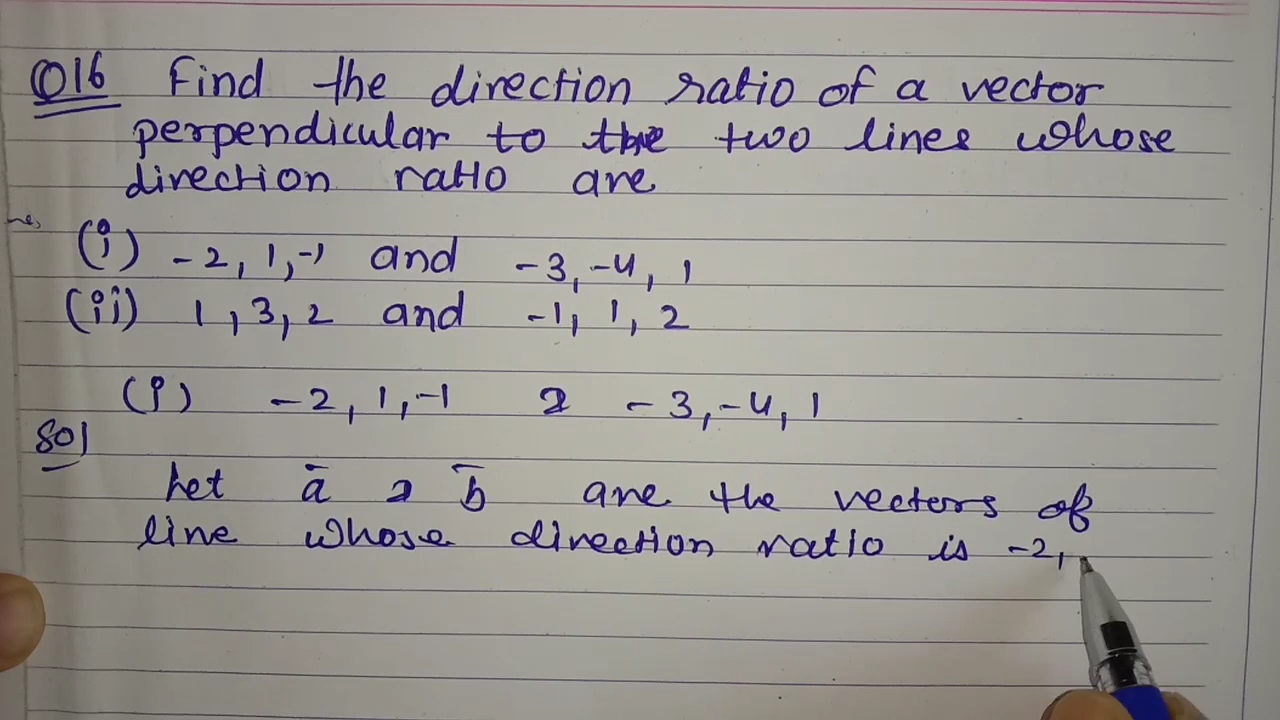 Q16 Find the direction ratio of a vector
perpendicular to the two lines whose
direction ratio are
(i) -2, 1, -1 and -3, -4, 1
(ii) 1, 3, 2 and -1, 1, 2
(i) -2, 1, -1 & -3, -4, 1
Sol
Let a̅ & b̅ are the vectors of
line whose direction ratio is -2,